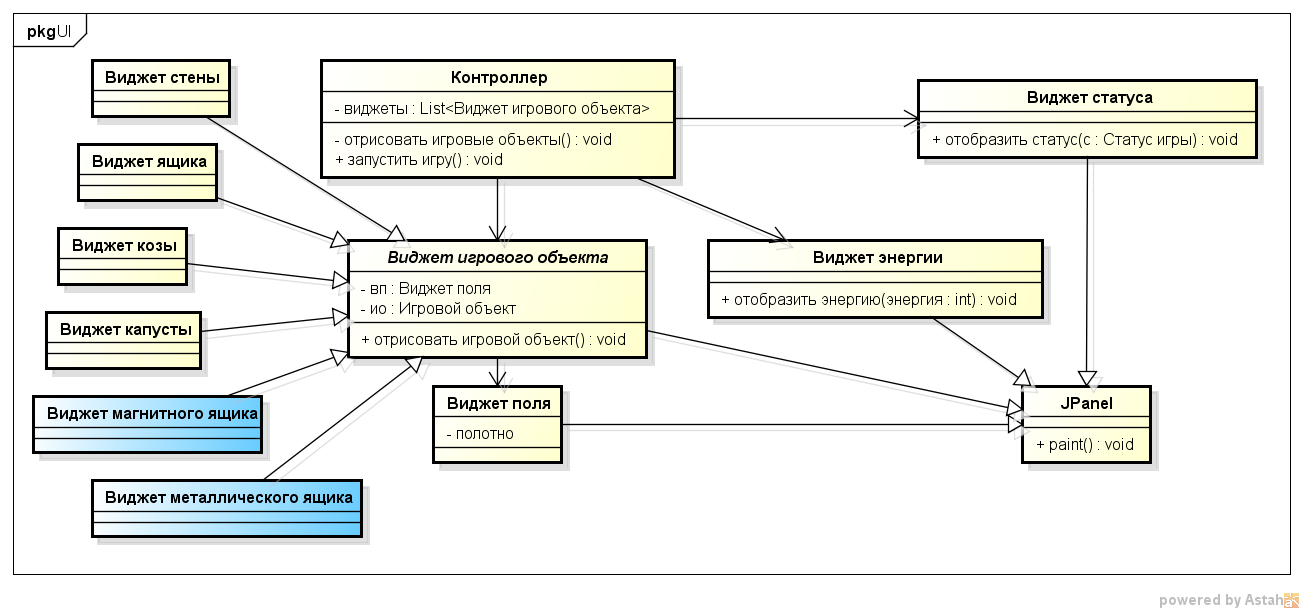 pkg UI
Виджет стены
Контроллер
- виджеты : List<Виджет игрового объекта>
- отрисовать игровые объекты() : void
+ запустить игру() : void
Виджет статуса
+ отобразить статус(с : Статус игры) : void
Виджет ящика
Виджет козы
Виджет игрового объекта
- вп : Виджет поля
- ио : Игровой объект
+ отрисовать игровой объект() : void
Виджет энергии
+ отобразить энергию(энергия : int) : void
Виджет капусты
Виджет магнитного ящика
Виджет поля
- полотно
JPanel
+ paint() : void
Виджет металлического ящика
powered by Astah